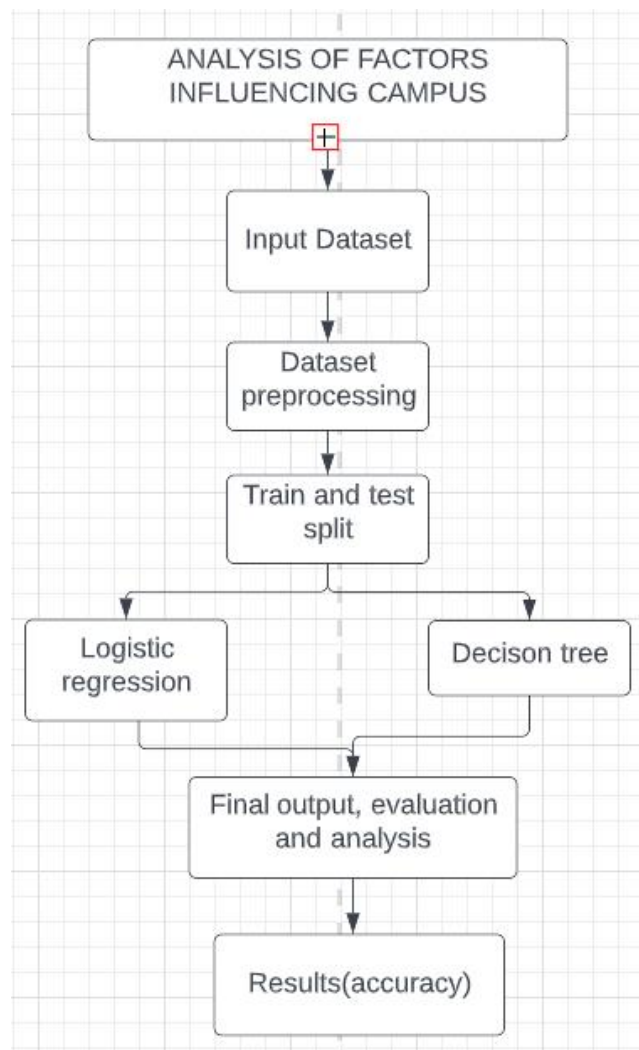 ANALYSIS OF FACTORS
INFLUENCING CAMPUS
Input Dataset
Dataset
preprocessing
Train and test
split
Logistic
regression
Decison tree
Final output, evaluation
and analysis
Results(accuracy)